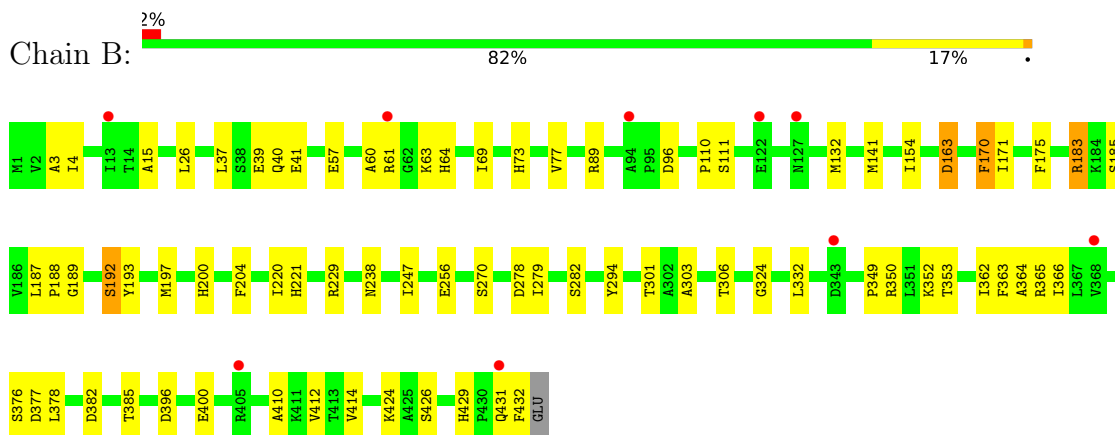 2%
Chain B:
82% 17% •
M1 V2 A3 I4 I13 T14 A15 L26 L37 S38 E39 Q40 E41 E57 A60 R61 G62 K63 H64 I69 H73 V77 R89 A94 P95 D96 P110 S111 E122 N127 M132 M141 I154 D163 F170 I171 F175 R183 K184 S185
V186 L187 P188 G189 S192 Y193 M197 H200 F204 I220 H221 R229 N238 I247 E256 S270 D278 I279 S282 Y294 T301 A302 A303 T306 G324 L332 D343 P349 R350 L351 K352 T353 I362 F363 A364 R365 I366 L367 V368
S376 D377 L378 D382 T385 D396 E400 R405 A410 K411 V412 T413 V414 K424 A425 S426 H429 P430 Q431 F432 GLU